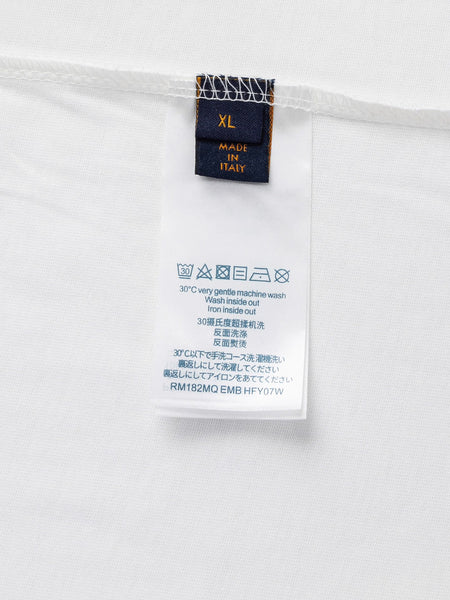 XL
MADE
IN
ITALY
30
30°C very gentle machine wash
Wash inside out
Iron inside out
30摄氏度超揉机洗
反面洗涤
反面熨烫
30℃以下で手洗コース洗濯機洗い
裏返しにして洗濯してください
裏返しにしてアイロンをあててください
RM182MQ EMB HFY07W